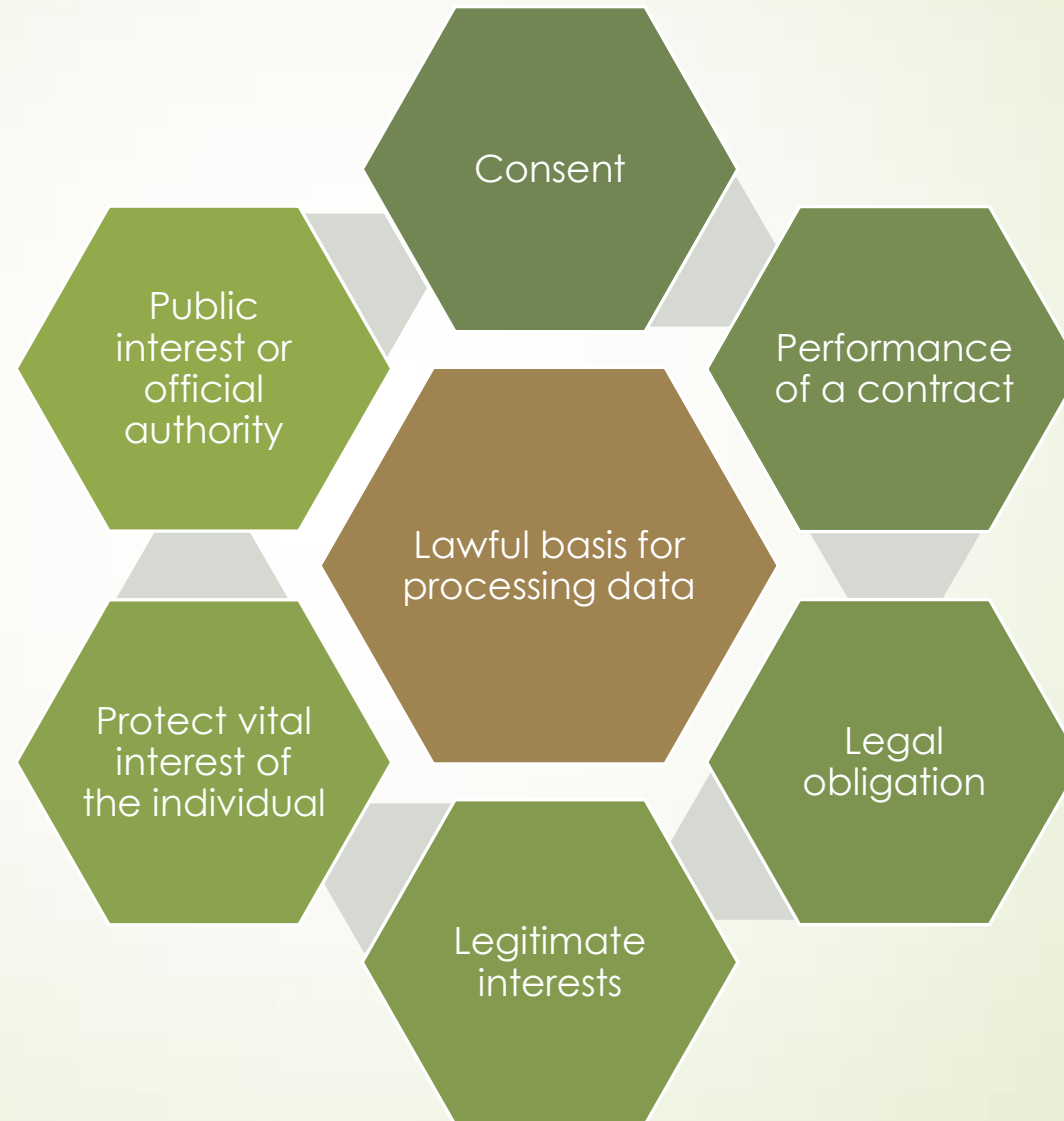 Consent
Public
interest or
official
authority
Performance
of a contract
Lawful basis for
processing data
Protect vital
interest of
the individual
Legal
obligation
Legitimate
interests